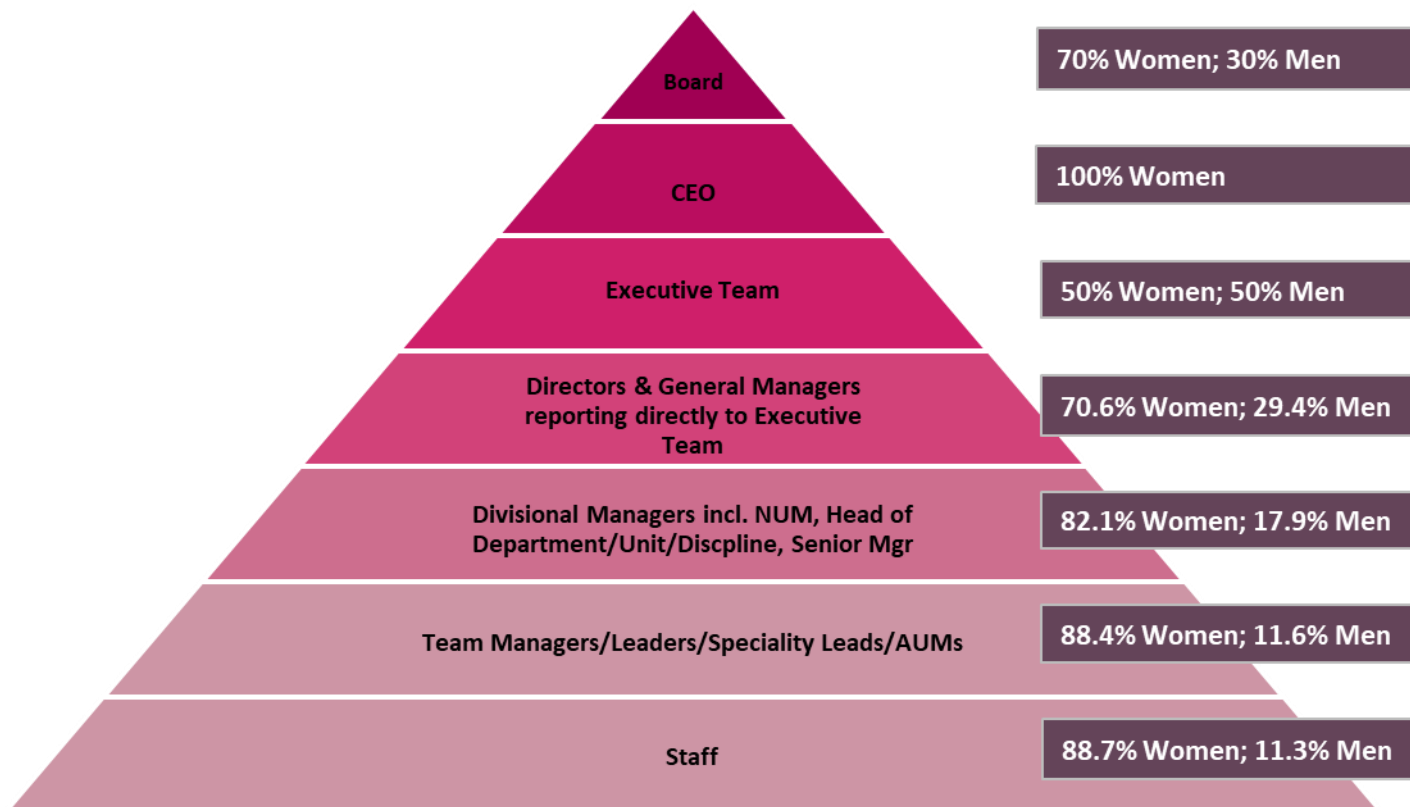 Board
70% Women; 30% Men
CEO
100% Women
Executive Team
50% Women; 50% Men
Directors & General Managers
reporting directly to Executive
Team
70.6% Women; 29.4% Men
Divisional Managers incl. NUM, Head of
Department/Unit/Discpline, Senior Mgr
82.1% Women; 17.9% Men
Team Managers/Leaders/Speciality Leads/AUMs
88.4% Women; 11.6% Men
Staff
88.7% Women; 11.3% Men